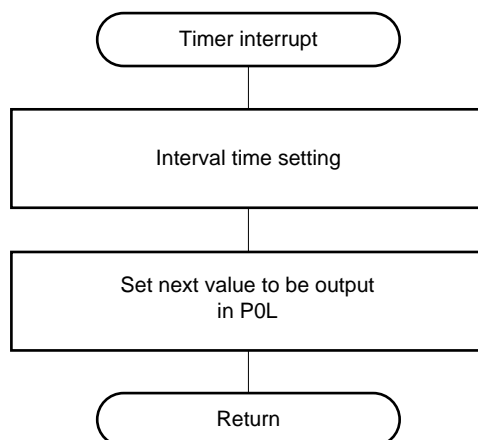 Timer interrupt
Interval time setting
Set next value to be output
in P0L
Return